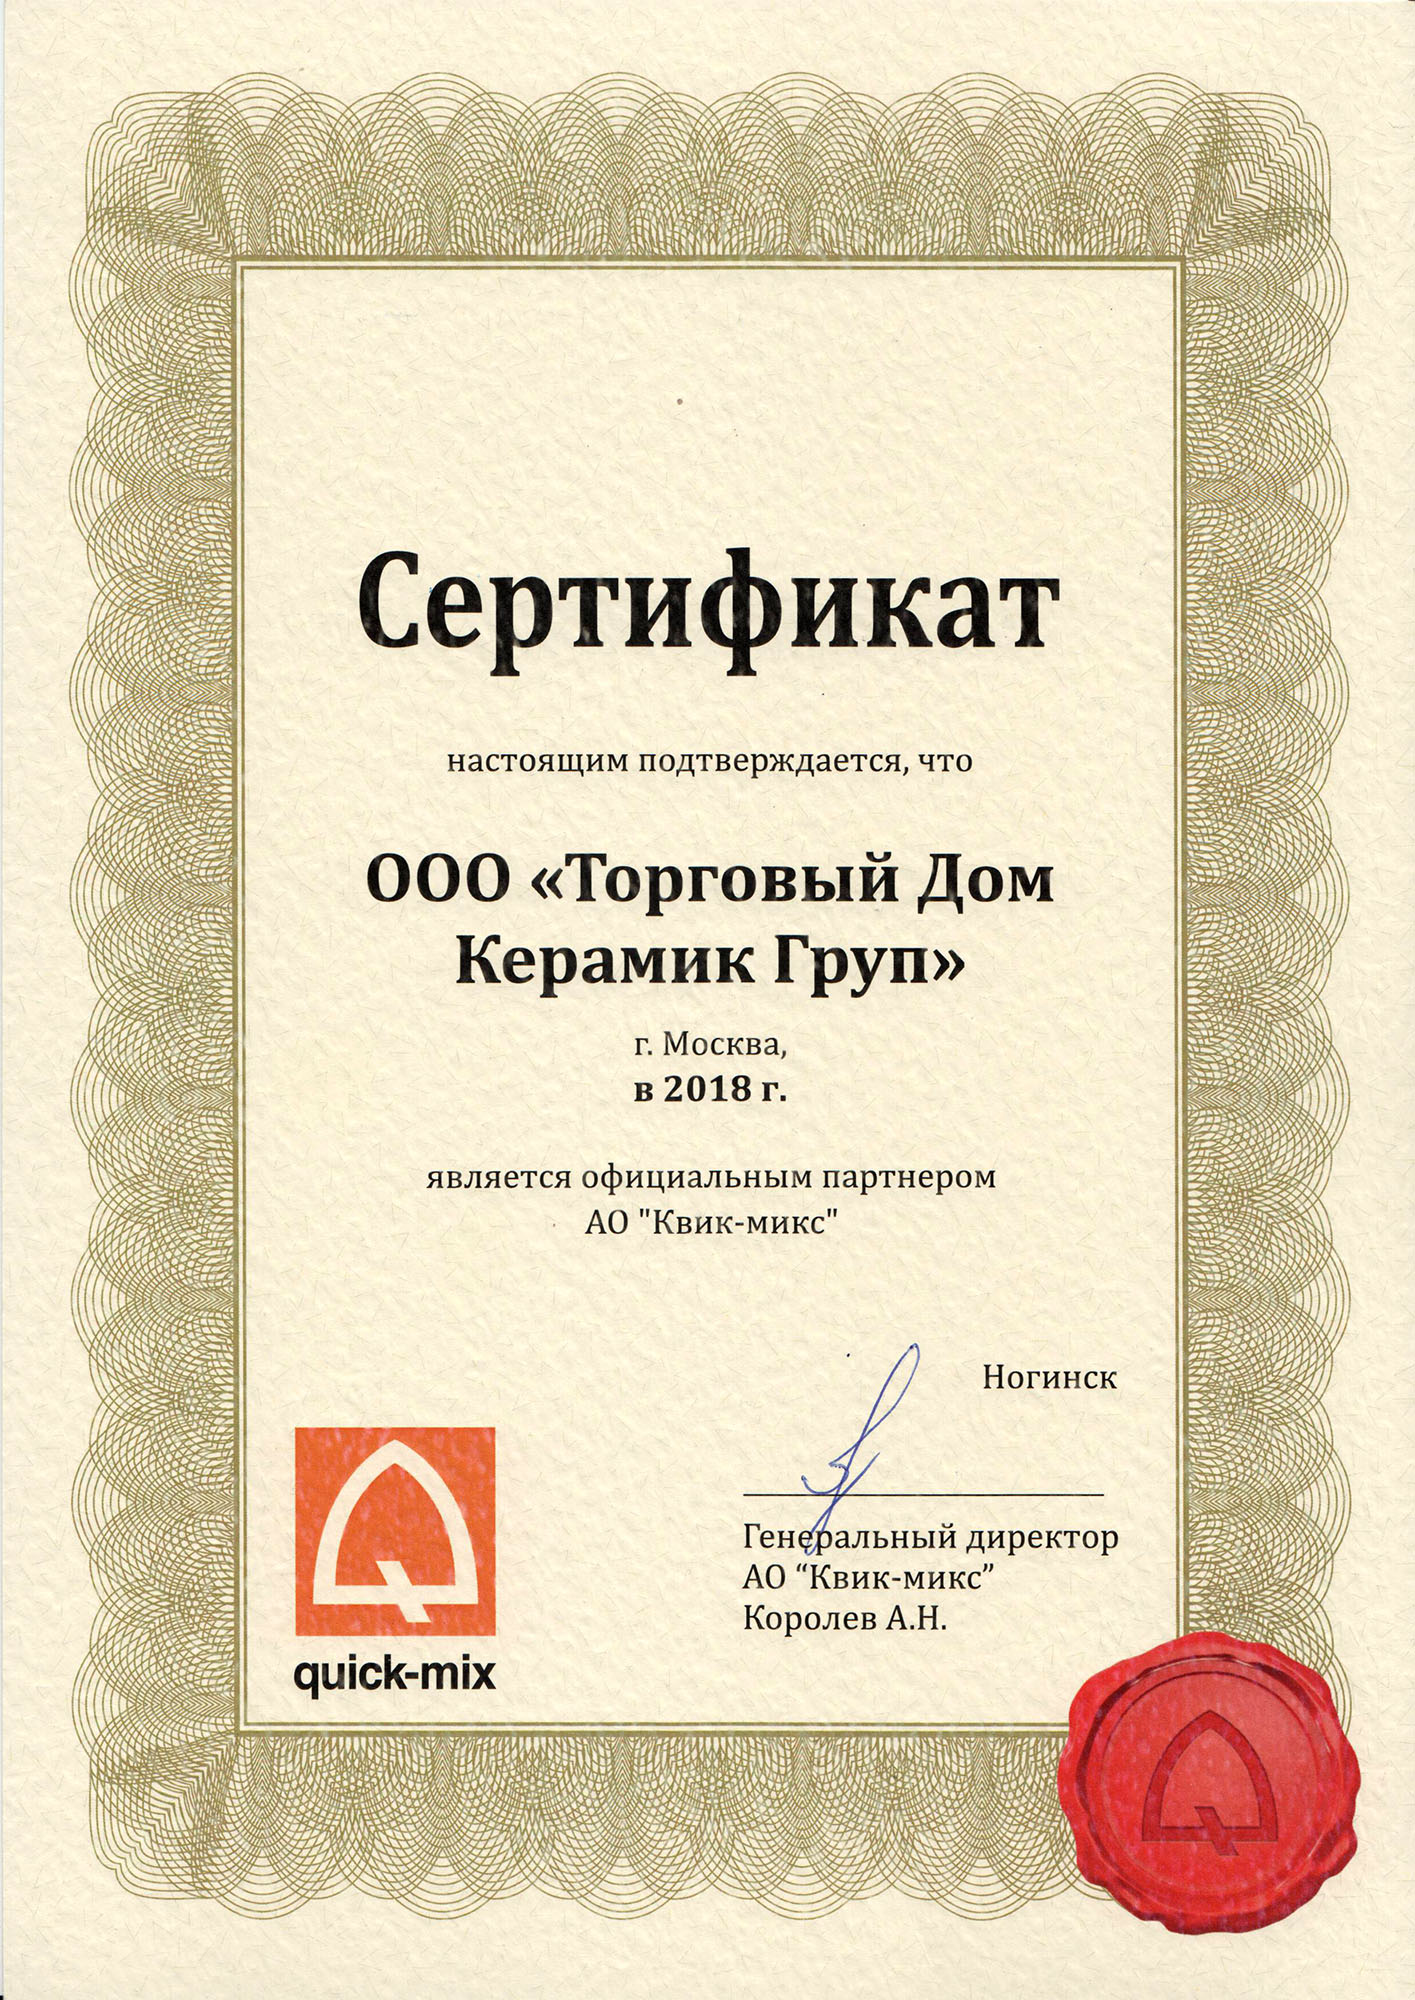 Сертификат
настоящим подтверждается, что
ООО «Торговый Дом
Керамик Груп»
г. Москва,
в 2018 г.
является официальным партнером
АО "Квик-микс"
Ногинск
Генеральный директор
АО “Квик-микс”
Королев А.Н.
quick-mix